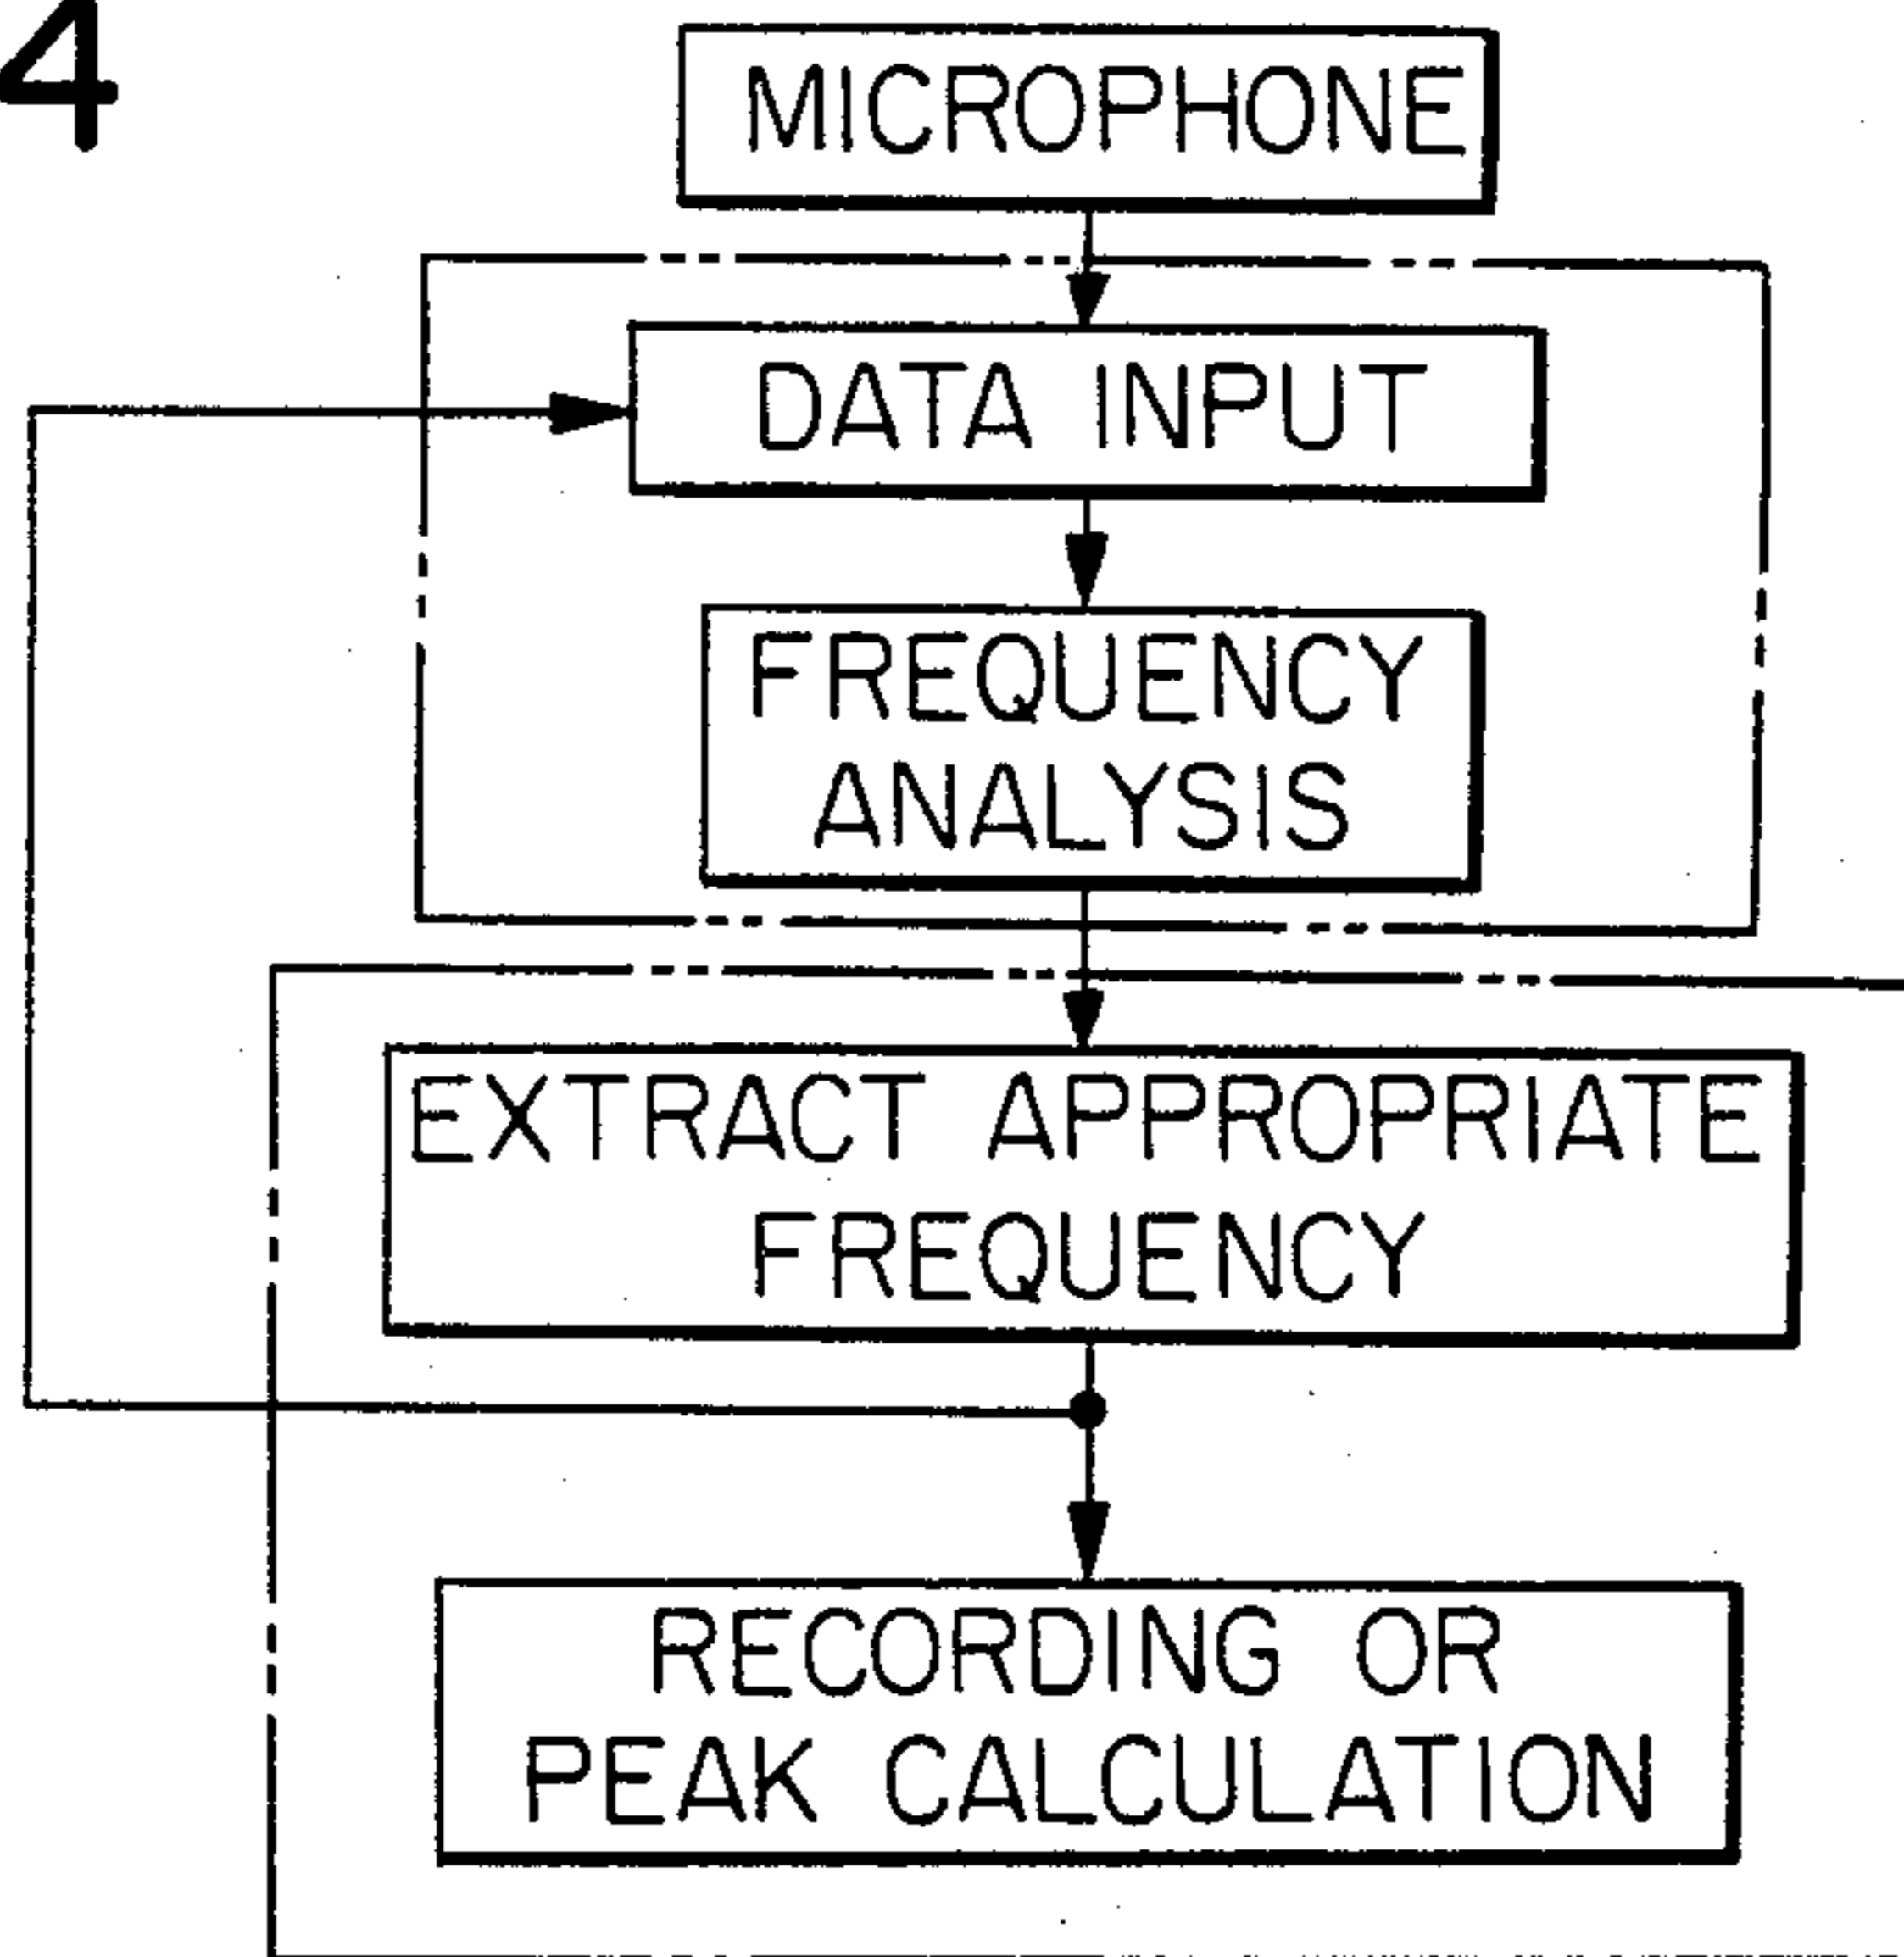 4
MICROPHONE
DATA INPUT
FREQUENCY
ANALYSIS
EXTRACT APPROPRIATE
FREQUENCY
RECORDING OR
PEAK CALCULATION